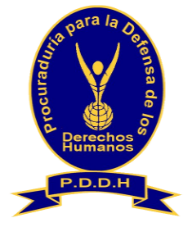 Procuraduría para la Defensa de los
Derechos
Humanos
P.D.D.H